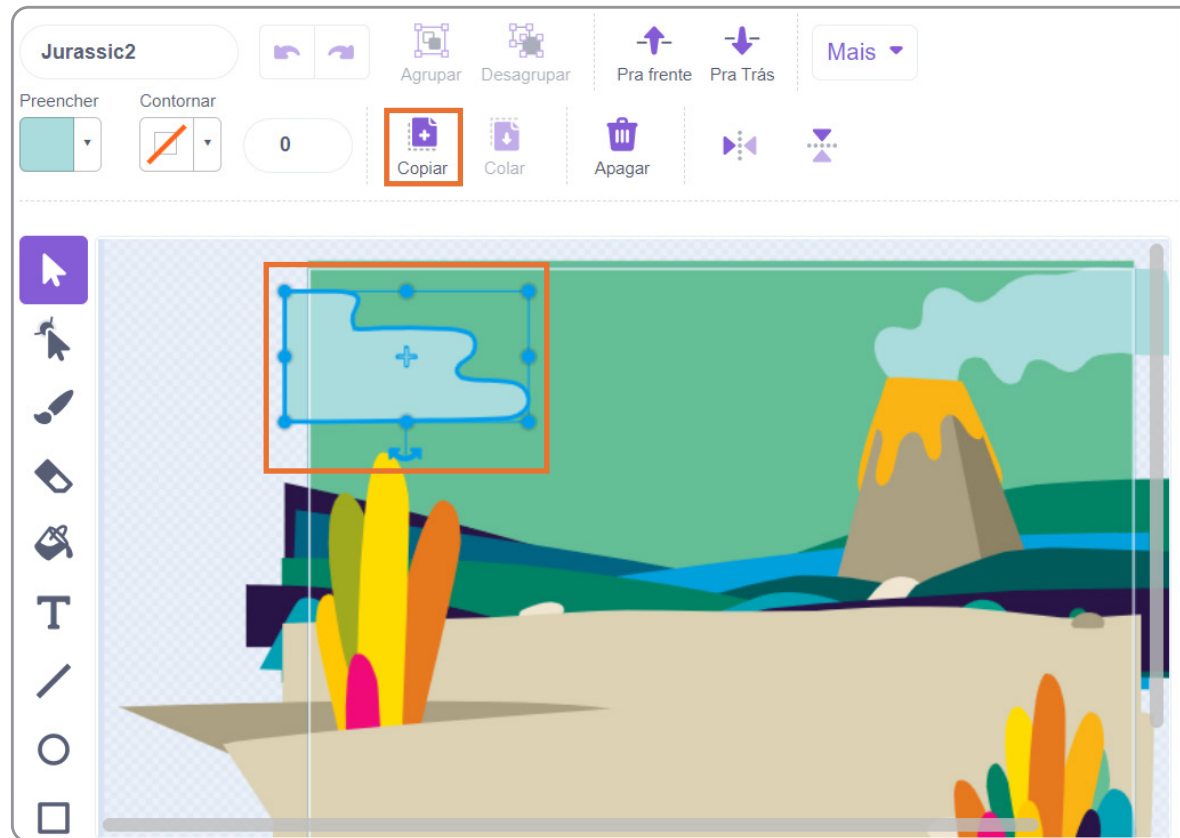 Jurassic2
Agrupar
Desagrupar
Pra frente
Pra Trás
Mais
Preencher
Contornar
0
Copiar
Colar
Apagar
T